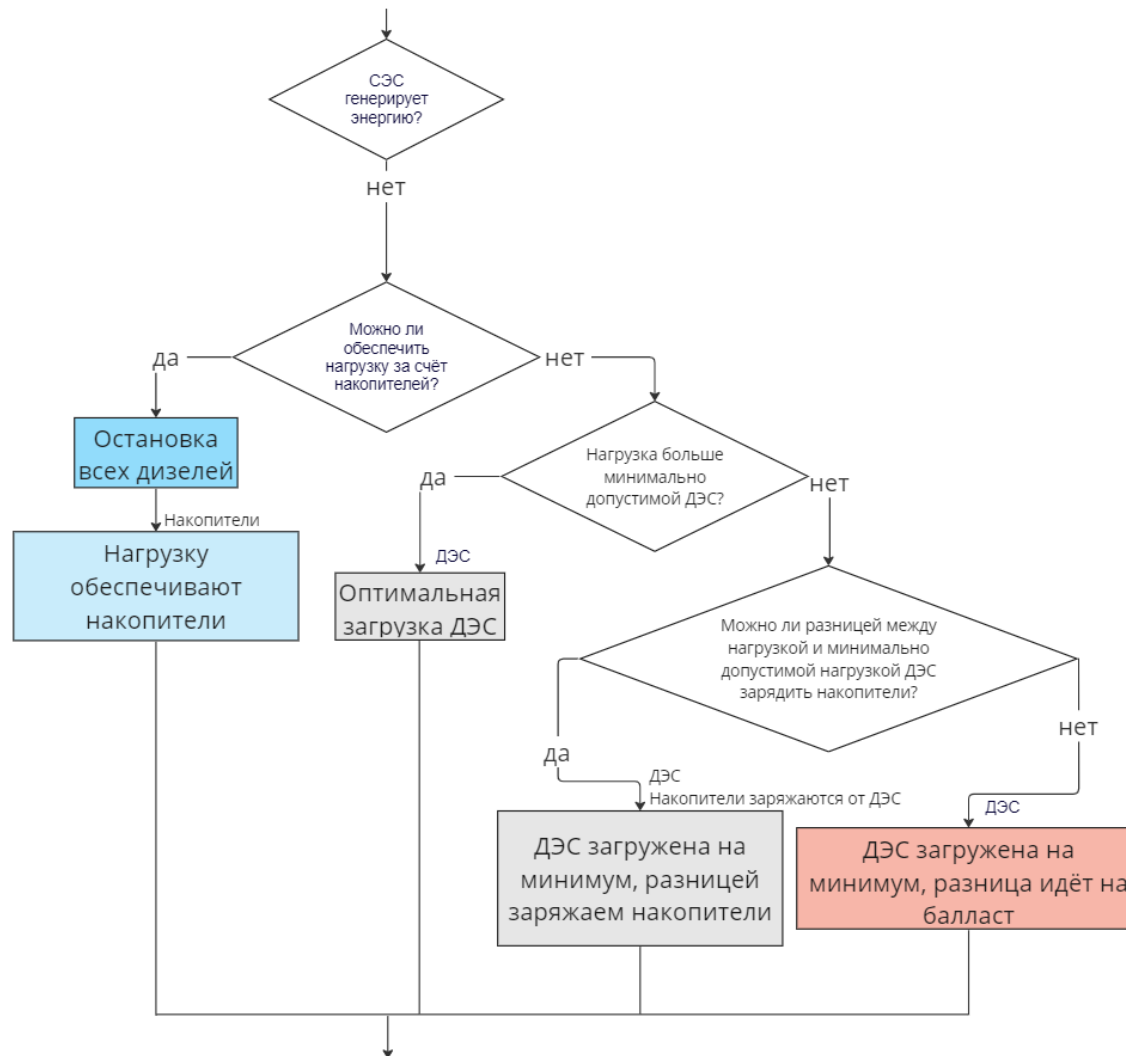 СЭС
генерирует
энергию?
нет
Можно ли
обеспечить
нагрузку за счёт
накопителей?
да
нет
Остановка
всех дизелей
Накопители
Нагрузку
обеспечивают
накопители
Нагрузка больше
минимально
допустимой ДЭС?
да
нет
ДЭС
Оптимальная
загрузка ДЭС
Можно ли разницей между
нагрузкой и минимально
допустимой нагрузкой ДЭС
зарядить накопители?
да
нет
ДЭС
Накопители заряжаются от ДЭС
ДЭС загружена на
минимум, разницей
заряжаем накопители
ДЭС
ДЭС загружена на
минимум, разница идёт на
балласт